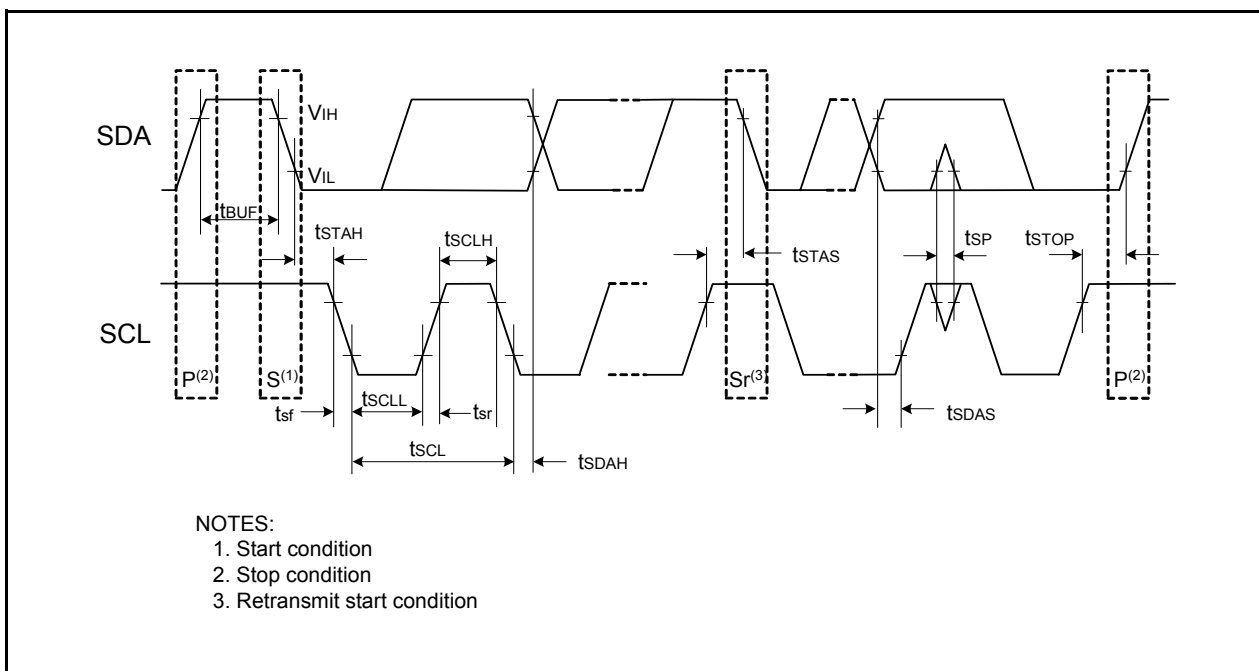 SDA
VIH
VIL
tBUF
tSTAH
tSCLH
tSTAS
tSP
tSTOP
SCL
P(2)
S(1)
Sr(3)
P(2)
tsf
tSCLL
tsr
tSDAS
tSCL
tSDAH
NOTES:
1. Start condition
2. Stop condition
3. Retransmit start condition